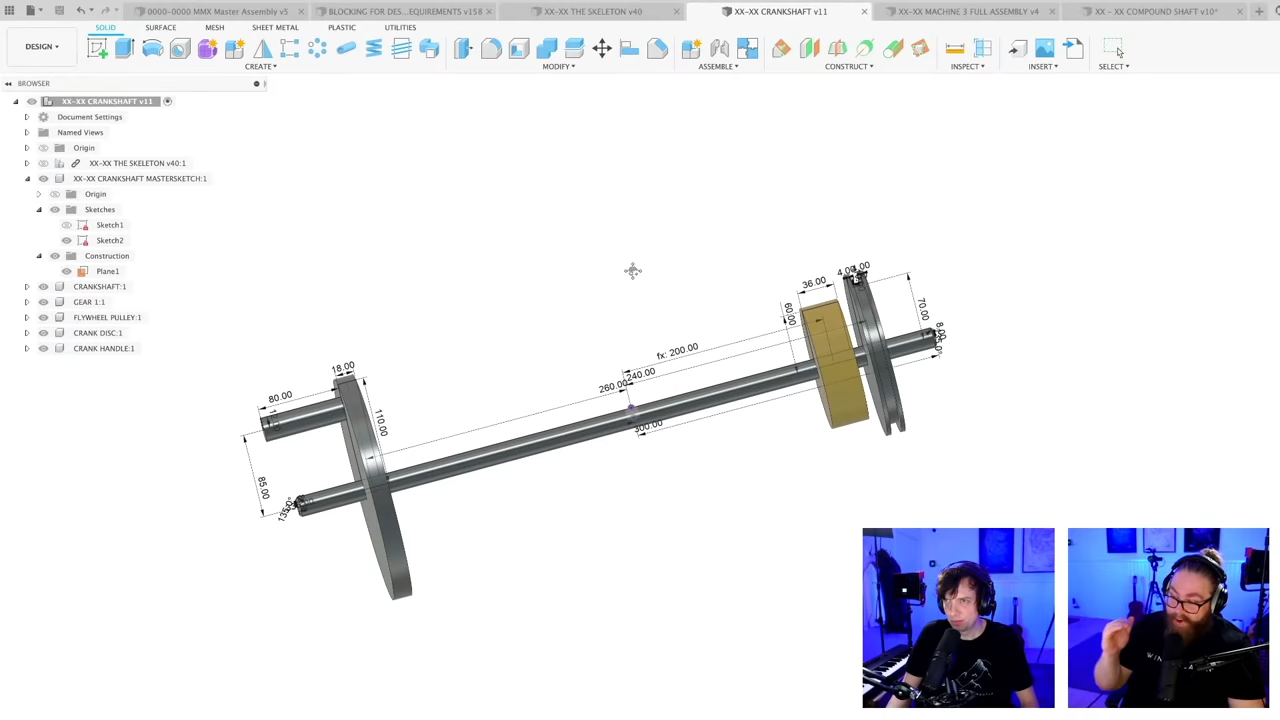 0000-0000 MMX Master Assembly v5
BLOCKING FOR DES...EQUIREMENTS v158
XX-XX THE SKELETON v40
XX-XX CRANKSHAFT v11
XX-XX MACHINE 3 FULL ASSEMBLY v4
XX - XX COMPOUND SHAFT v10*
SOLID SURFACE MESH SHEET METAL PLASTIC UTILITIES
DESIGN
CREATE MODIFY ASSEMBLE CONSTRUCT INSPECT INSERT SELECT
BROWSER
XX-XX CRANKSHAFT v11
Document Settings
Named Views
Origin
XX-XX THE SKELETON v40:1
XX-XX CRANKSHAFT MASTERSKETCH:1
Origin
Sketches
Sketch1
Sketch2
Construction
Plane1
CRANKSHAFT:1
GEAR 1:1
FLYWHEEL PULLEY:1
CRANK DISC:1
CRANK HANDLE:1
36.00
60.00
70.00
fx: 200.00
240.00
260.00
300.00
18.00
80.00
110.00
85.00